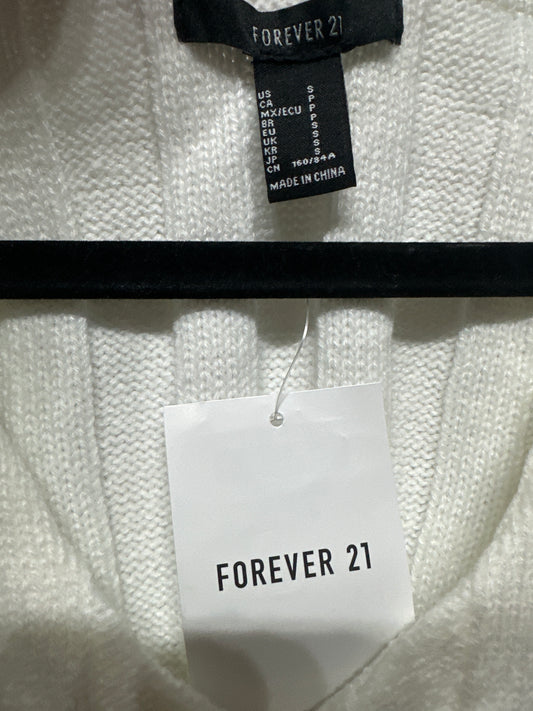 FOREVER 21
US S
CA P
MX/ECU P
BR P
EU S
UK S
KR S
JP S
CN 160/84A
MADE IN CHINA
FOREVER 21